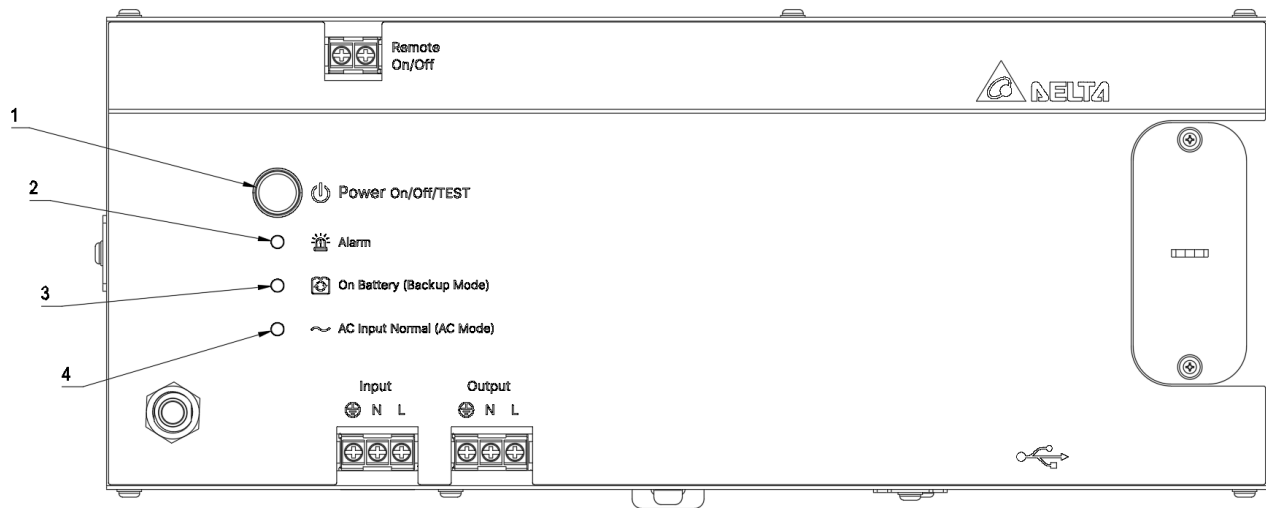 Remote
On/Off
DELTA
1
Power On/Off/TEST
2
Alarm
3
On Battery (Backup Mode)
4
AC Input Normal (AC Mode)
Input
Output
N L
N L